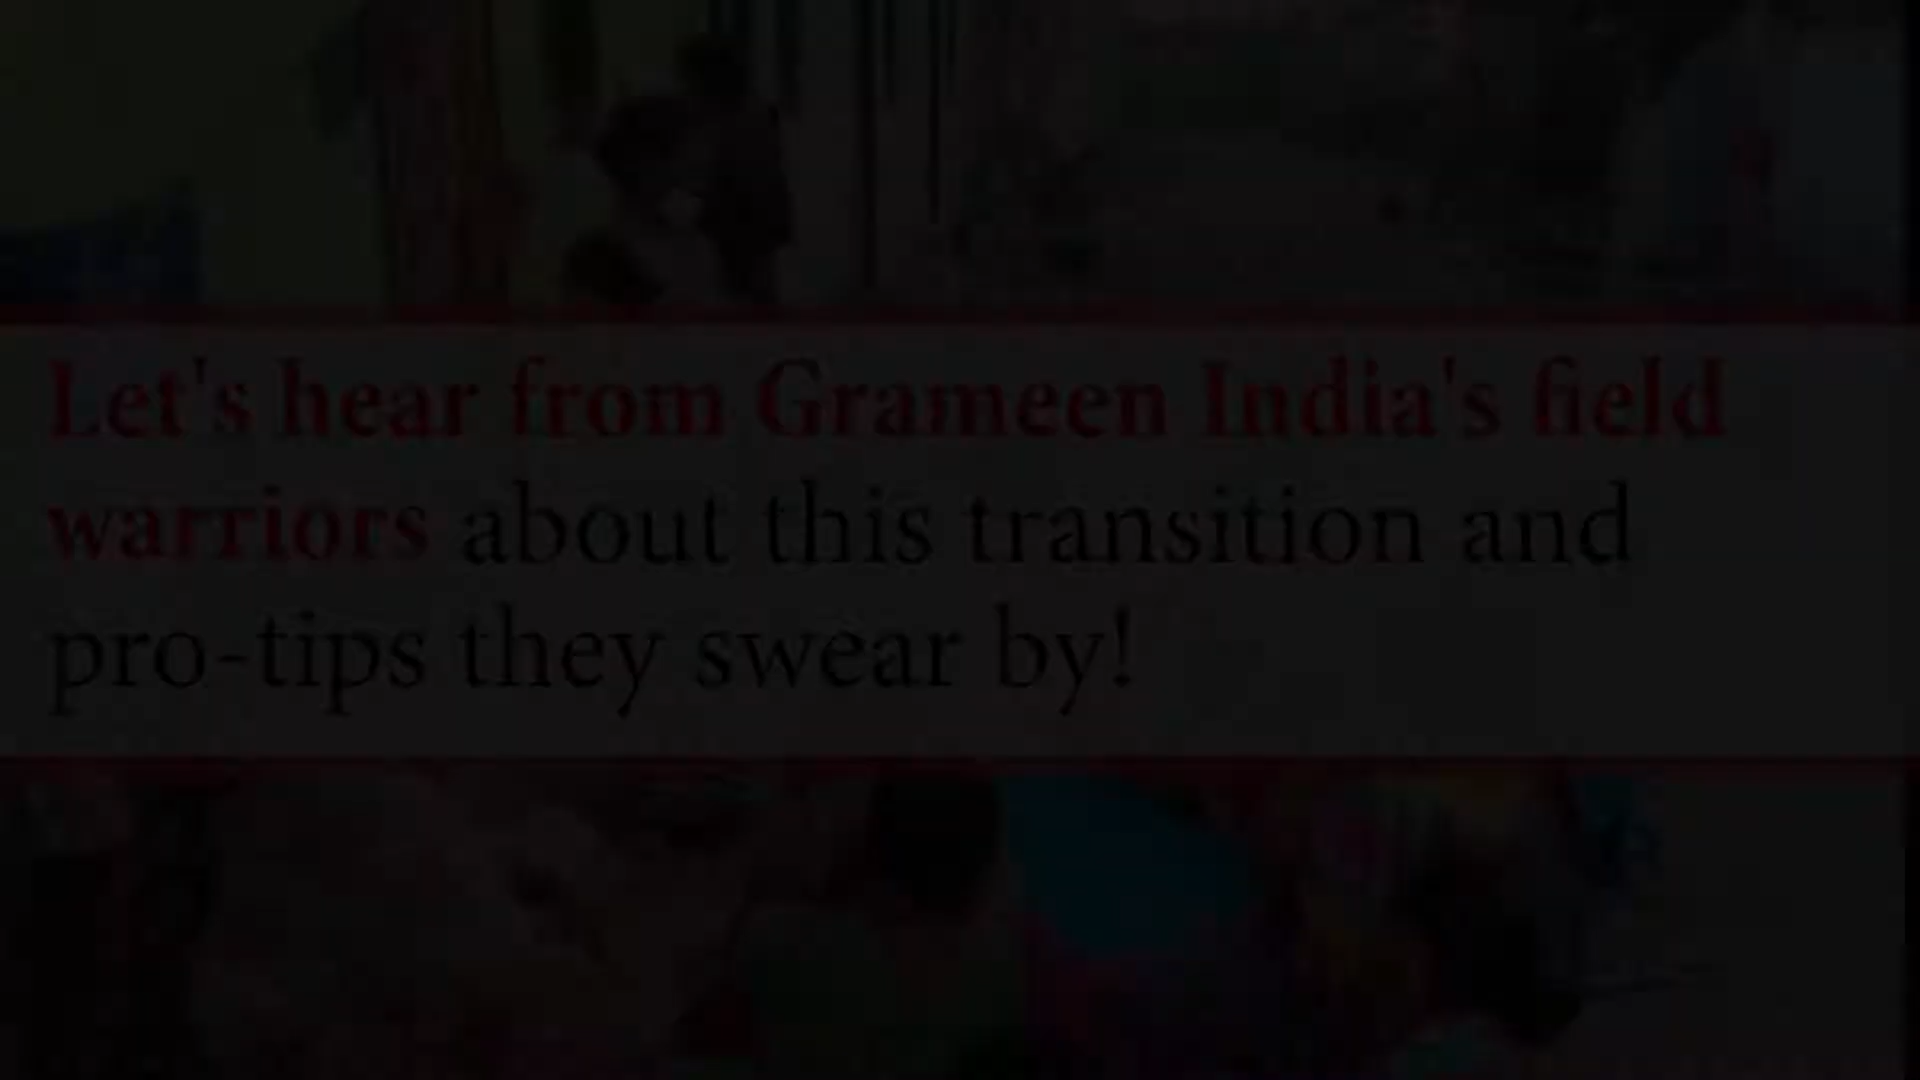 Let's hear from Grameen India's field
warriors about this transition and
pro-tips they swear by!